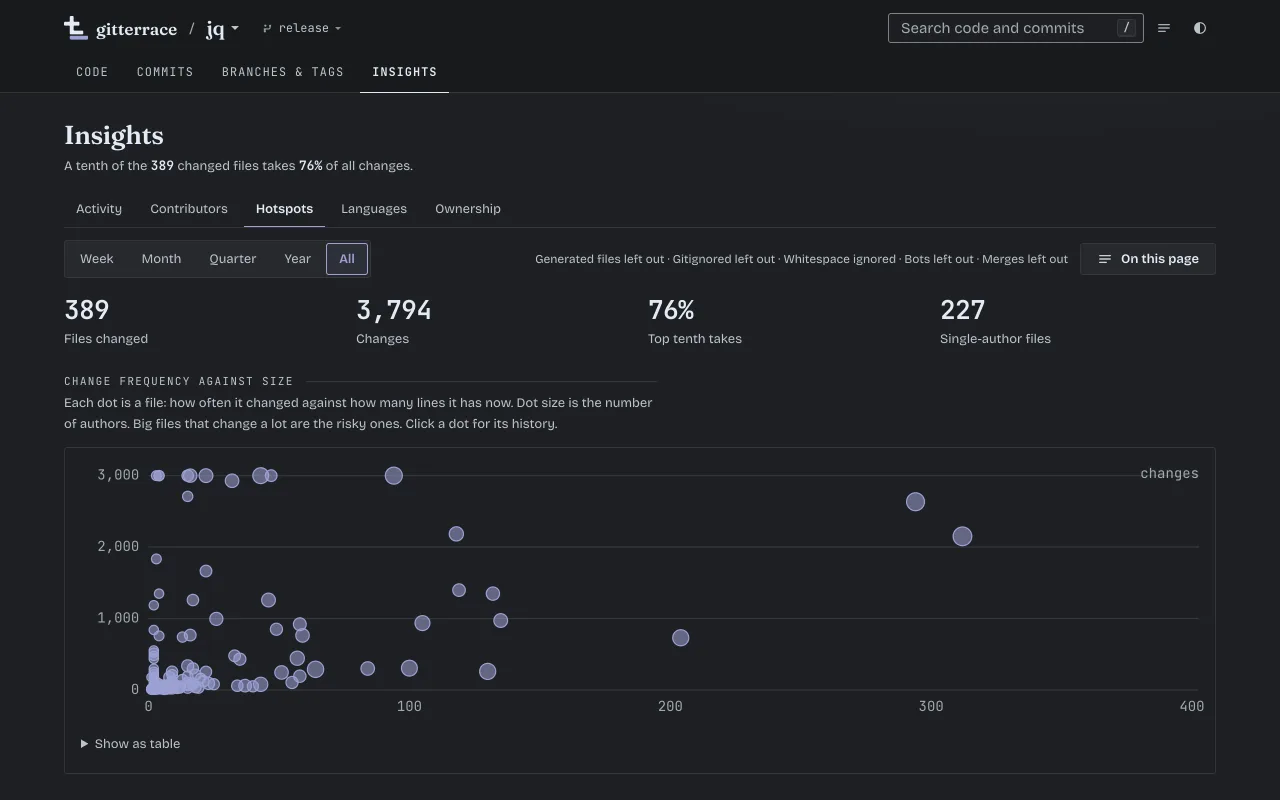 gitterrace / jq release
Search code and commits /
CODE COMMITS BRANCHES & TAGS INSIGHTS
Insights
A tenth of the 389 changed files takes 76% of all changes.
Activity Contributors Hotspots Languages Ownership
Week Month Quarter Year All
Generated files left out · Gitignored left out · Whitespace ignored · Bots left out · Merges left out
On this page
389 3,794 76% 227
Files changed Changes Top tenth takes Single-author files
CHANGE FREQUENCY AGAINST SIZE
Each dot is a file: how often it changed against how many lines it has now. Dot size is the number
of authors. Big files that change a lot are the risky ones. Click a dot for its history.
3,000 changes
2,000
1,000
0
0 100 200 300 400
Show as table